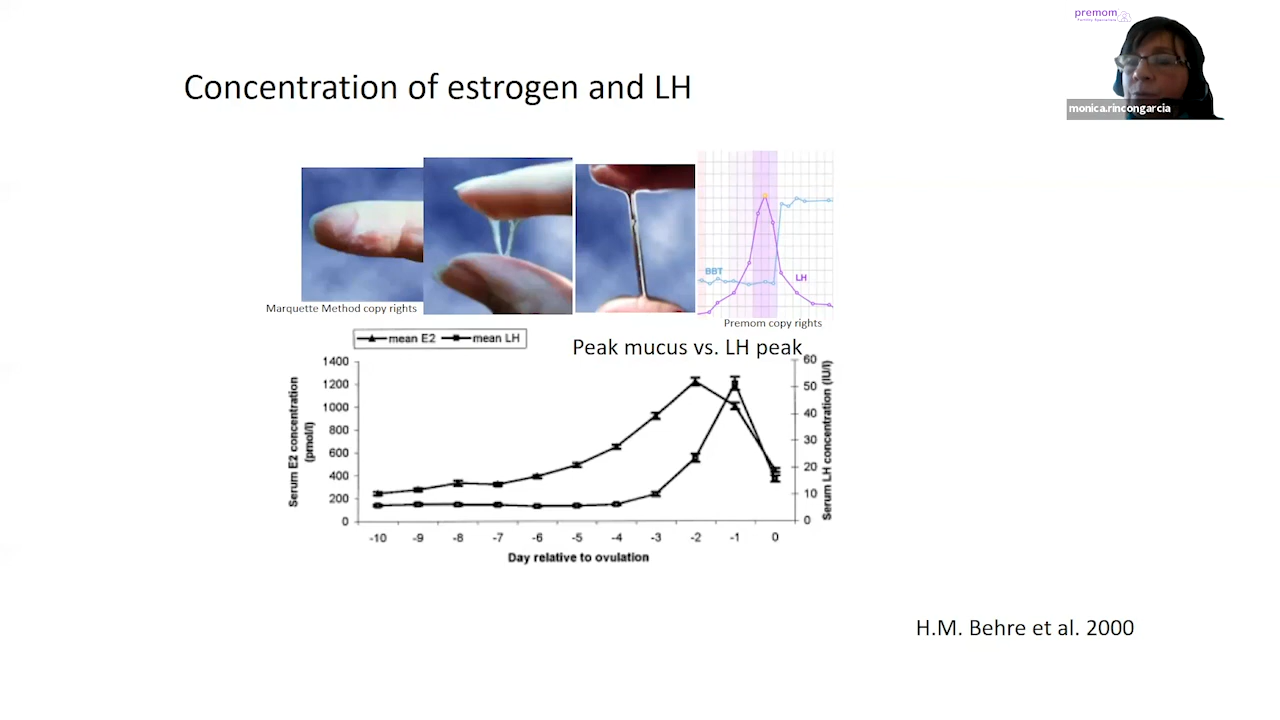 premom
Fertility Specialists
monica.rincongarcia
Concentration of estrogen and LH
BBT
LH
Marquette Method copy rights
Premom copy rights
mean E2 mean LH
Peak mucus vs. LH peak
Serum E2 concentration
(pmol/l)
1400
1200
1000
800
600
400
200
0
60
50
40
30
20
10
0
Serum LH concentration (IU/l)
-10 -9 -8 -7 -6 -5 -4 -3 -2 -1 0
Day relative to ovulation
H.M. Behre et al. 2000